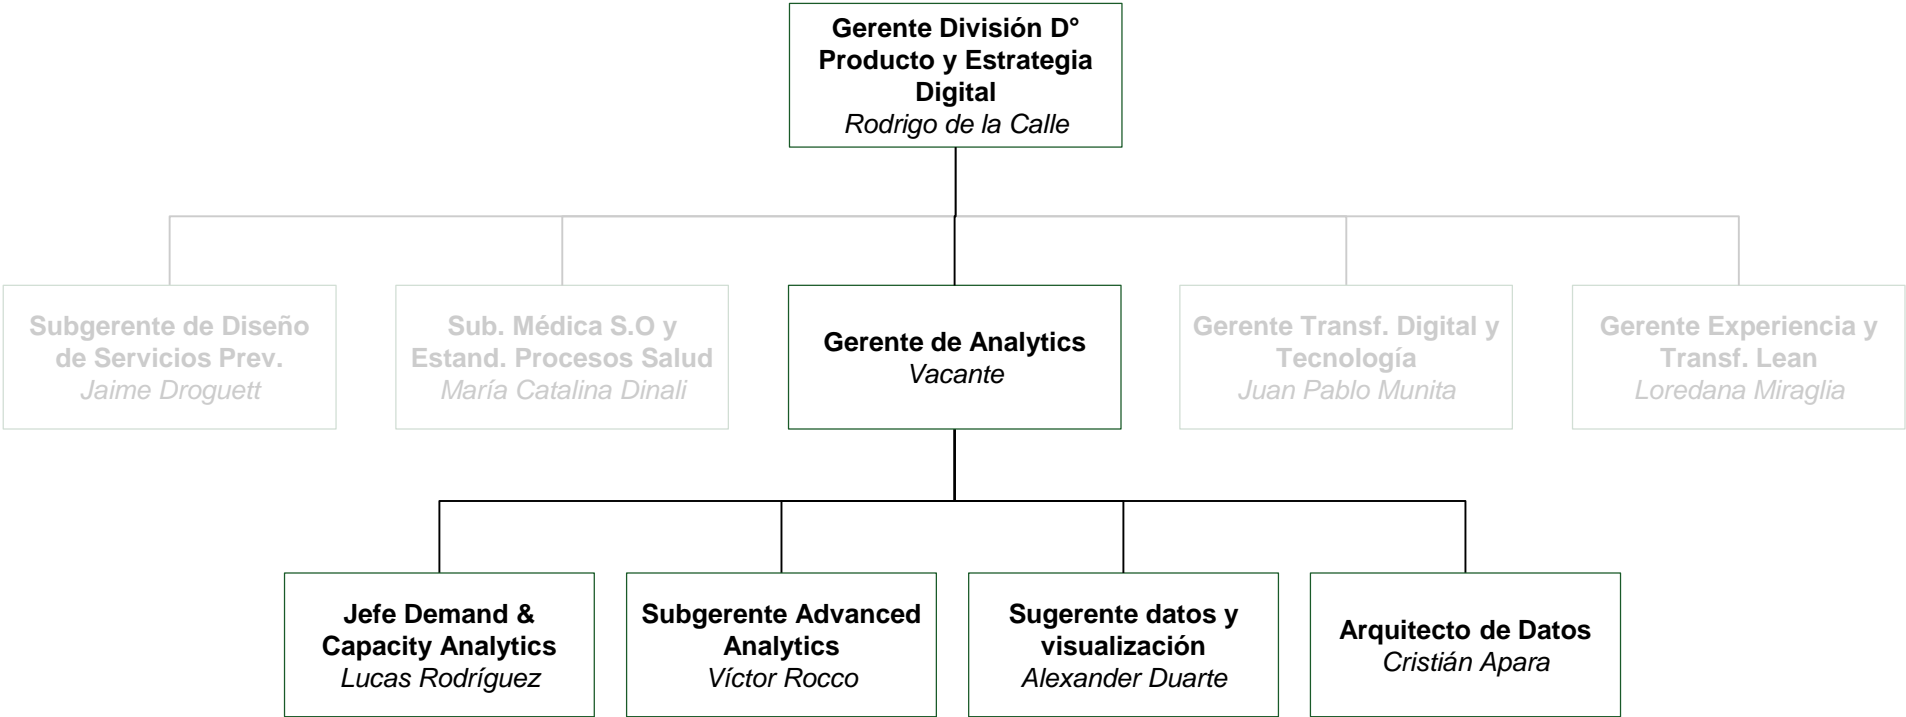 Gerente División D°
Producto y Estrategia
Digital
Rodrigo de la Calle
Subgerente de Diseño
de Servicios Prev.
Jaime Droguett
Sub. Médica S.O y
Estand. Procesos Salud
María Catalina Dinali
Gerente de Analytics
Vacante
Gerente Transf. Digital y
Tecnología
Juan Pablo Munita
Gerente Experiencia y
Transf. Lean
Loredana Miraglia
Jefe Demand &
Capacity Analytics
Lucas Rodríguez
Subgerente Advanced
Analytics
Víctor Rocco
Sugerente datos y
visualización
Alexander Duarte
Arquitecto de Datos
Cristián Apara